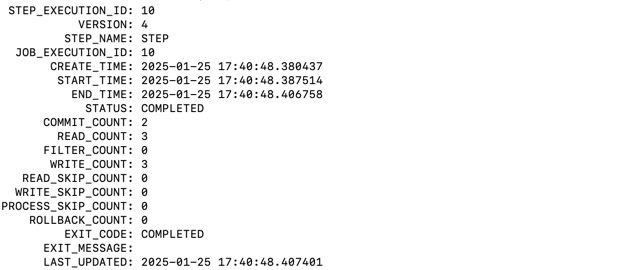 STEP_EXECUTION_ID: 10
VERSION: 4
STEP_NAME: STEP
JOB_EXECUTION_ID: 10
CREATE_TIME: 2025-01-25 17:40:48.380437
START_TIME: 2025-01-25 17:40:48.387514
END_TIME: 2025-01-25 17:40:48.406758
STATUS: COMPLETED
COMMIT_COUNT: 2
READ_COUNT: 3
FILTER_COUNT: 0
WRITE_COUNT: 3
READ_SKIP_COUNT: 0
WRITE_SKIP_COUNT: 0
PROCESS_SKIP_COUNT: 0
ROLLBACK_COUNT: 0
EXIT_CODE: COMPLETED
EXIT_MESSAGE:
LAST_UPDATED: 2025-01-25 17:40:48.407401